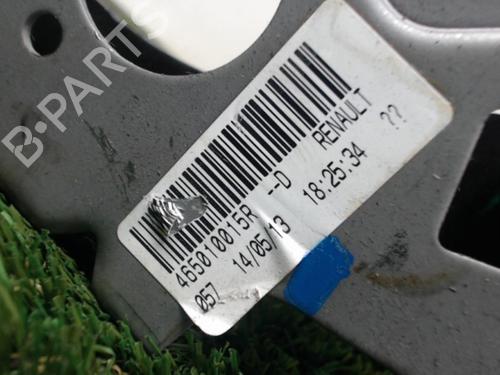 B-PARTS
465010015R --D RENAULT
057 14/05/13 18:25:34 ??